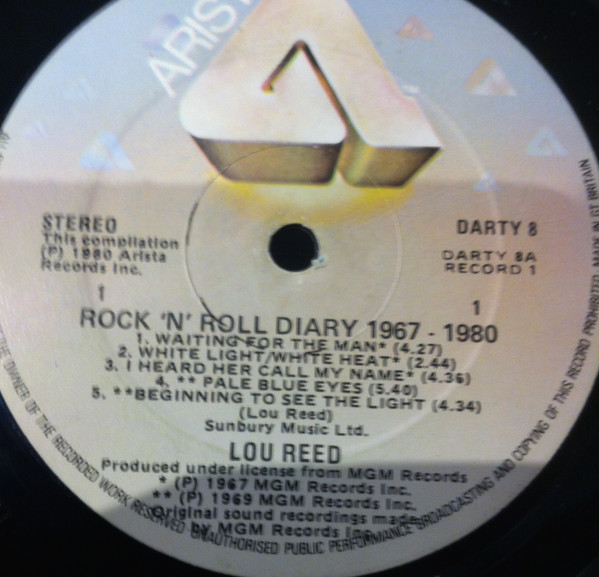 ARIST
STEREO
This compilation
(P) 1980 Arista
Records Inc.
DARTY 8
DARTY 8A
RECORD 1
1
1
ROCK 'N' ROLL DIARY 1967 - 1980
1. WAITING FOR THE MAN* (4.27)
2. WHITE LIGHT/WHITE HEAT* (2.44)
3. I HEARD HER CALL MY NAME* (4.36)
4. ** PALE BLUE EYES (5.40)
5. **BEGINNING TO SEE THE LIGHT (4.34)
(Lou Reed)
Sunbury Music Ltd.
LOU REED
Produced under license from MGM Records
* (P) 1967 MGM Records Inc.
** (P) 1969 MGM Records Inc.
Original sound recordings made
by MGM Records Inc.
THE OWNER OF THE RECORDED WORK RESERVED UNAUTHORISED PUBLIC PERFORMANCE BROADCASTING AND COPYING OF THIS RECORD PROHIBITED. MADE IN GT BRITAIN